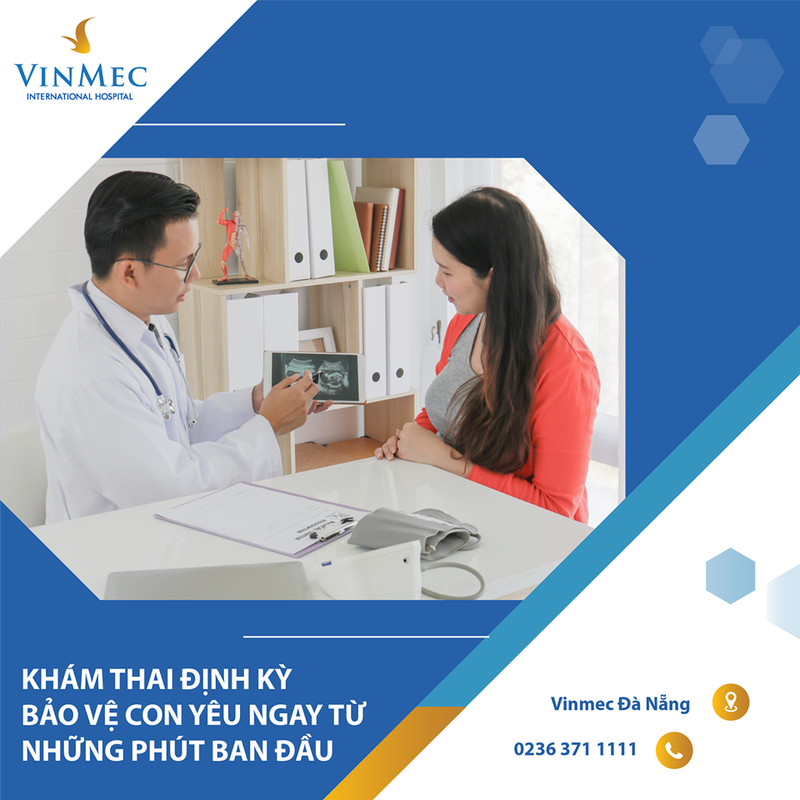 VINMEC
INTERNATIONAL HOSPITAL
KHÁM THAI ĐỊNH KỲ
BẢO VỆ CON YÊU NGAY TỪ
NHỮNG PHÚT BAN ĐẦU
Vinmec Đà Nẵng
0236 371 1111